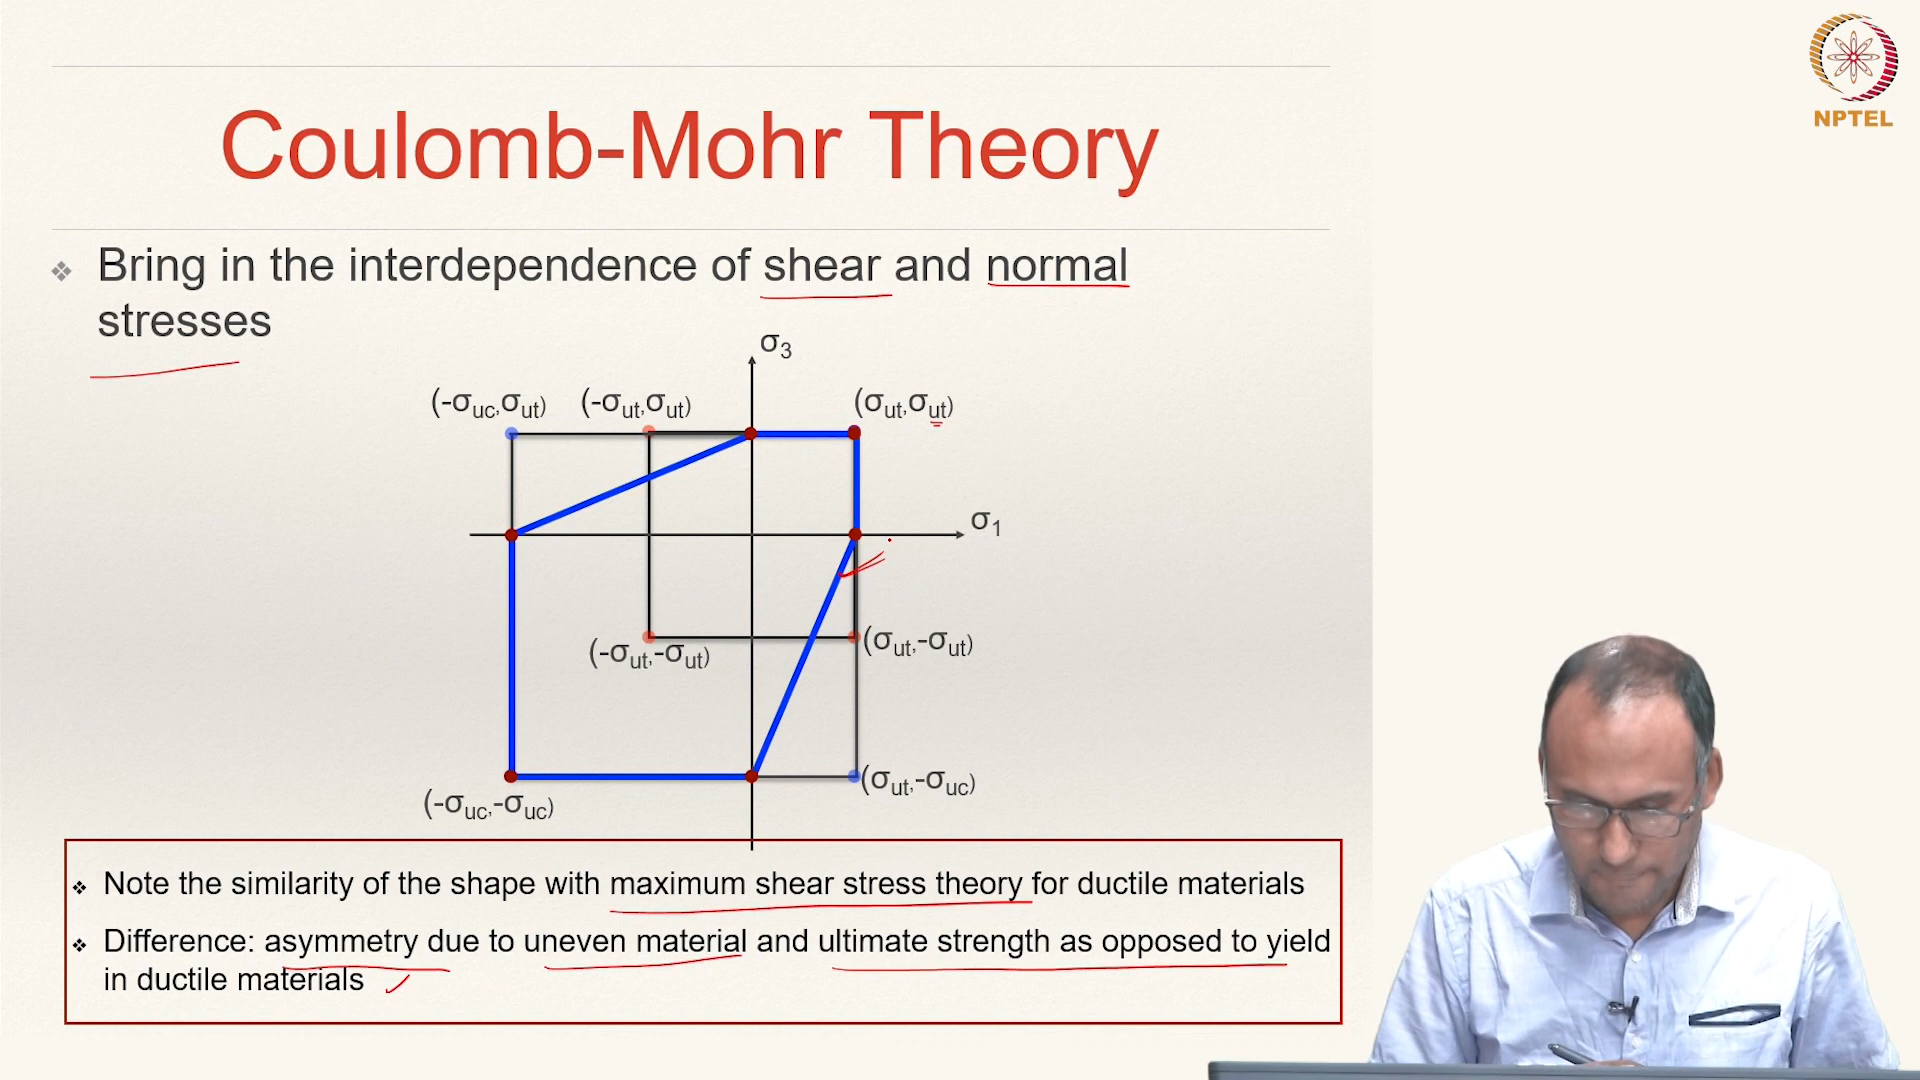 NPTEL
Coulomb-Mohr Theory
❖ Bring in the interdependence of shear and normal
stresses
σ3
(-σuc,σut) (-σut,σut) (σut,σut)
σ1
(-σut,-σut) (σut,-σut)
(σut,-σuc)
(-σuc,-σuc)
❖ Note the similarity of the shape with maximum shear stress theory for ductile materials
❖ Difference: asymmetry due to uneven material and ultimate strength as opposed to yield
in ductile materials